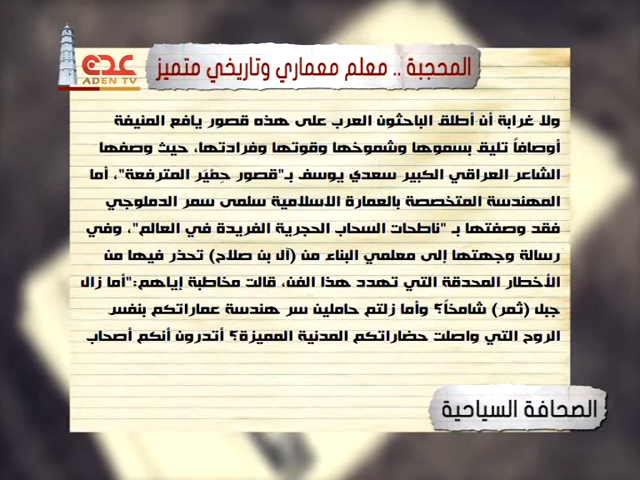 عدن
ADEN TV
المحجبة .. معلم معماري وتاريخي متميز
ولا غرابة أن أطلق الباحثون العرب على هذه قصور يافع المنيفة
أوصافاً تليق بسموها وشموخها وقوتها وفرادتها، حيث وصفها
الشاعر العراقي الكبير سعدي يوسف بـ"قصور حِميَر المترفعة"، أما
المهندسة المتخصصة بالعمارة الاسلامية سلمى سمر الدملوجي
فقد وصفتها بـ "ناطحات السحاب الحجرية الفريدة في العالم"، وفي
رسالة وجهتها إلى معلمي البناء من (آل بن صلاح) تحذر فيها من
الأخطار المحدقة التي تهدد هذا الفن، قالت مخاطبة إياهم:"أما زال
جبل (ثمر) شامخاً؟ وأما زلتم حاملين سر هندسة عماراتكم بنفس
الروح التي واصلت حضاراتكم المدنية المميزة؟ أتدرون أنكم أصحاب
الصحافة السياحية